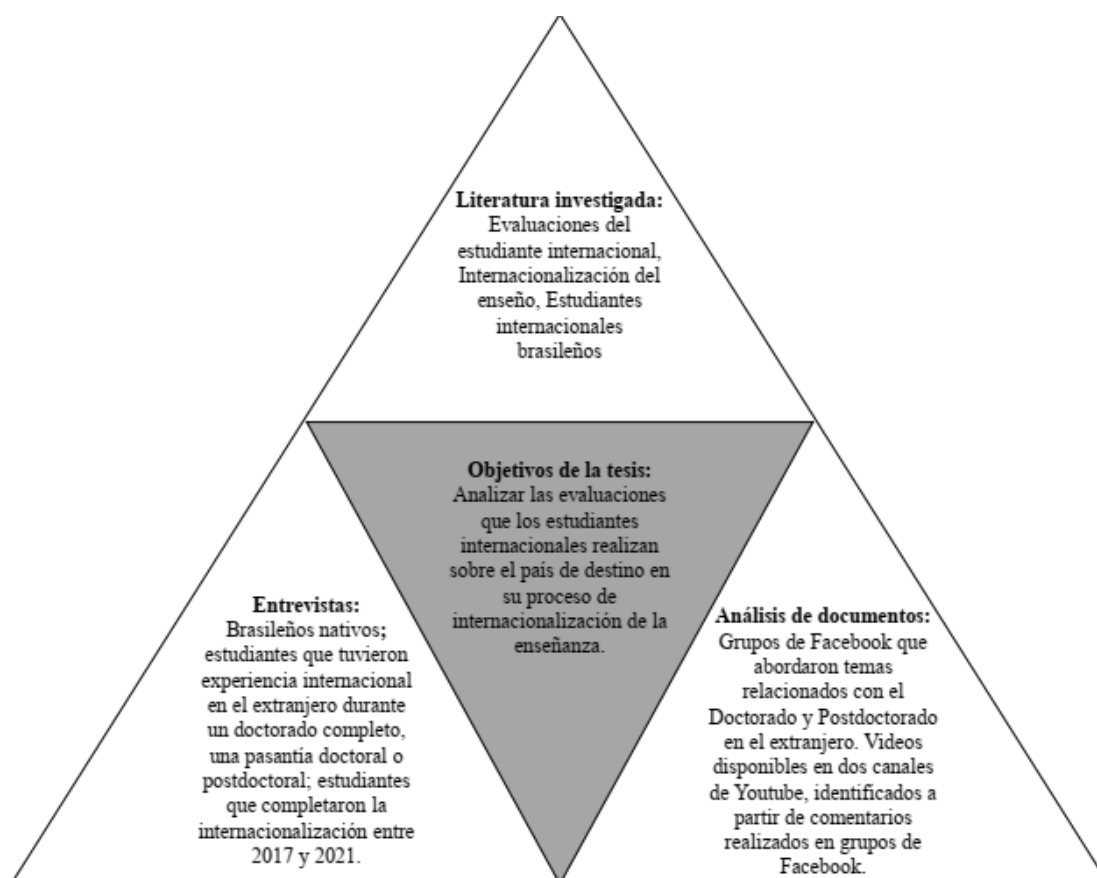 Literatura investigada:
Evaluaciones del
estudiante internacional,
Internacionalización del
enseño, Estudiantes
internacionales
brasileños
Objetivos de la tesis:
Analizar las evaluaciones
que los estudiantes
internacionales realizan
sobre el país de destino en
su proceso de
internacionalización de la
enseñanza.
Entrevistas:
Brasileños nativos;
estudiantes que tuvieron
experiencia internacional
en el extranjero durante
un doctorado completo,
una pasantía doctoral o
postdoctoral; estudiantes
que completaron la
internacionalización entre
2017 y 2021.
Análisis de documentos:
Grupos de Facebook que
abordaron temas
relacionados con el
Doctorado y Postdoctorado
en el extranjero. Videos
disponibles en dos canales
de Youtube, identificados a
partir de comentarios
realizados en grupos de
Facebook.